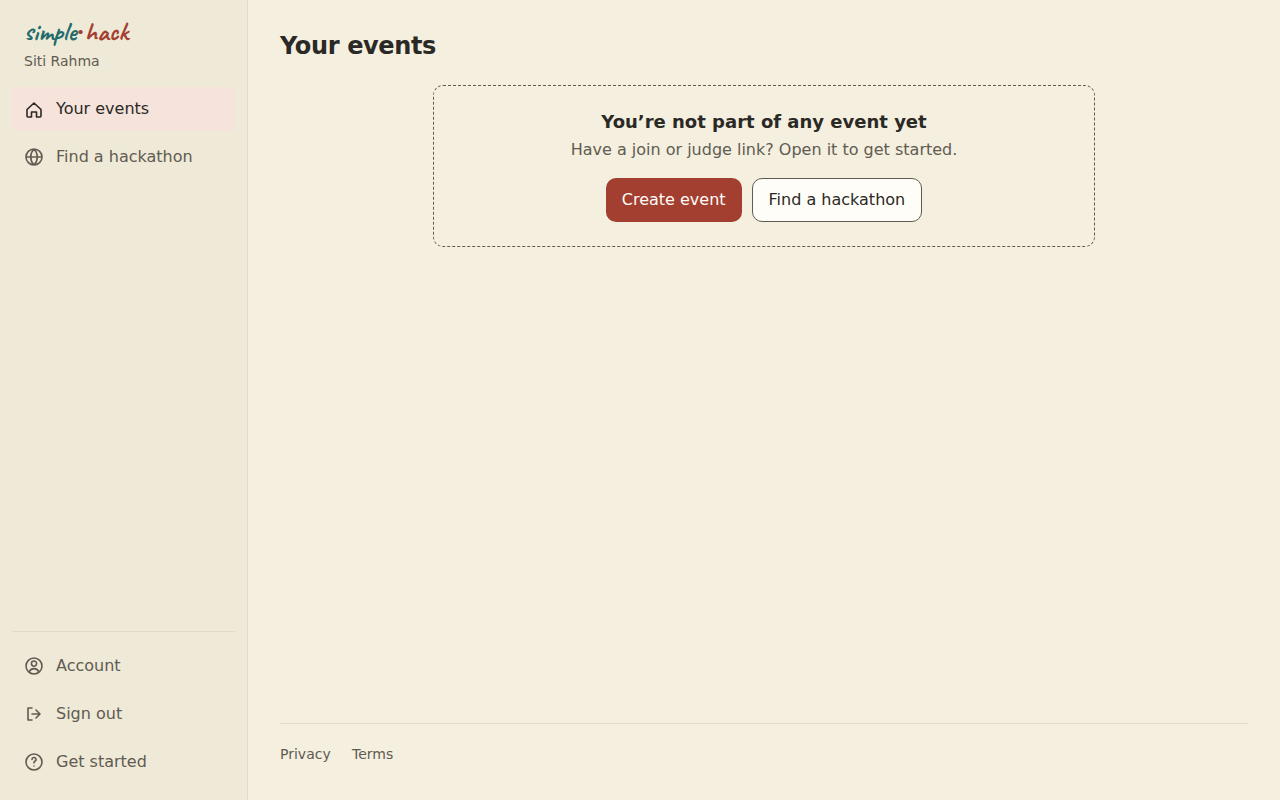 simple·hack
Siti Rahma
Your events
Find a hackathon
Account
Sign out
Get started
Your events
You’re not part of any event yet
Have a join or judge link? Open it to get started.
Create event
Find a hackathon
Privacy
Terms